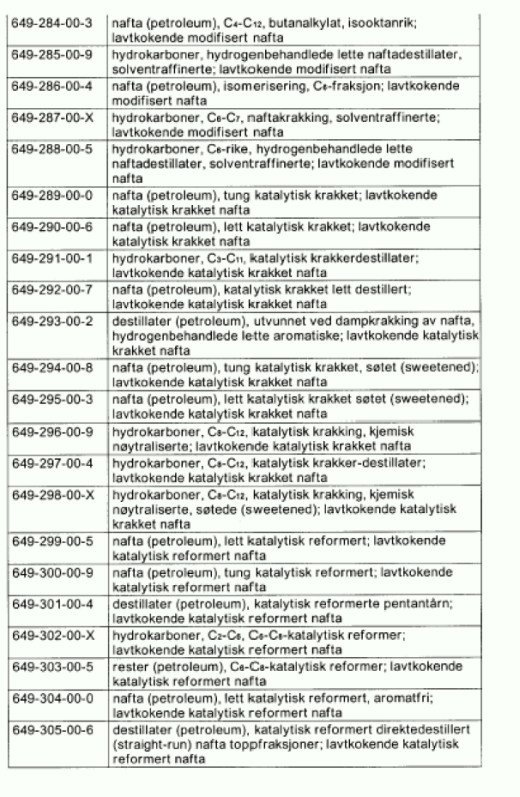 649-284-00-3 nafta (petroleum), C₄-C₁₂, butanalkylat, isooktanrik;
lavtkokende modifisert nafta
649-285-00-9 hydrokarboner, hydrogenbehandlede lette naftadestillater,
solventraffinerte; lavtkokende modifisert nafta
649-286-00-4 nafta (petroleum), isomerisering, C₆-fraksjon; lavtkokende
modifisert nafta
649-287-00-X hydrokarboner, C₆-C₇, naftakrakking, solventraffinerte;
lavtkokende modifisert nafta
649-288-00-5 hydrokarboner, C₆-rike, hydrogenbehandlede lette
naftadestillater, solventraffinerte; lavtkokende modifisert
nafta
649-289-00-0 nafta (petroleum), tung katalytisk krakket; lavtkokende
katalytisk krakket nafta
649-290-00-6 nafta (petroleum), lett katalytisk krakket; lavtkokende
katalytisk krakket nafta
649-291-00-1 hydrokarboner, C₃-C₁₁, katalytisk krakkerdestillater;
lavtkokende katalytisk krakket nafta
649-292-00-7 nafta (petroleum), katalytisk krakket lett destillert;
lavtkokende katalytisk krakket nafta
649-293-00-2 destillater (petroleum), utvunnet ved dampkrakking av nafta,
hydrogenbehandlede lette aromatiske; lavtkokende katalytisk
krakket nafta
649-294-00-8 nafta (petroleum), tung katalytisk krakket, søtet (sweetened);
lavtkokende katalytisk krakket nafta
649-295-00-3 nafta (petroleum), lett katalytisk krakket søtet (sweetened);
lavtkokende katalytisk krakket nafta
649-296-00-9 hydrokarboner, C₈-C₁₂, katalytisk krakking, kjemisk
nøytraliserte; lavtkokende katalytisk krakket nafta
649-297-00-4 hydrokarboner, C₈-C₁₂, katalytisk krakker-destillater;
lavtkokende katalytisk krakket nafta
649-298-00-X hydrokarboner, C₈-C₁₂, katalytisk krakking, kjemisk
nøytraliserte, søtede (sweetened); lavtkokende katalytisk
krakket nafta
649-299-00-5 nafta (petroleum), lett katalytisk reformert; lavtkokende
katalytisk reformert nafta
649-300-00-9 nafta (petroleum), tung katalytisk reformert; lavtkokende
katalytisk reformert nafta
649-301-00-4 destillater (petroleum), katalytisk reformerte pentantårn;
lavtkokende katalytisk reformert nafta
649-302-00-X hydrokarboner, C₂-C₆, C₆-C₈-katalytisk reformer;
lavtkokende katalytisk reformert nafta
649-303-00-5 rester (petroleum), C₆-C₈-katalytisk reformer; lavtkokende
katalytisk reformert nafta
649-304-00-0 nafta (petroleum), lett katalytisk reformert, aromatfri;
lavtkokende katalytisk reformert nafta
649-305-00-6 destillater (petroleum), katalytisk reformert direktedestillert
(straight-run) nafta toppfraksjoner; lavtkokende katalytisk
reformert nafta